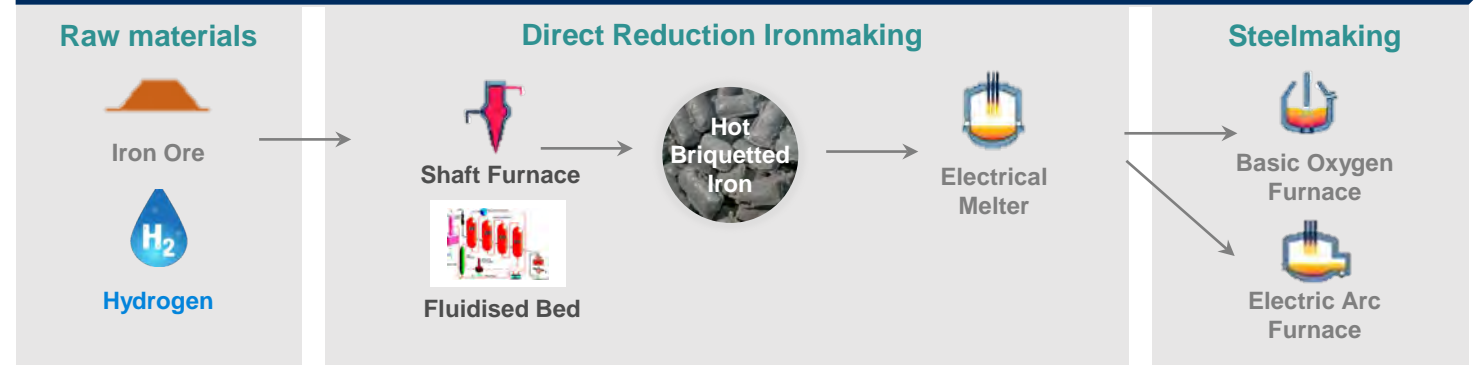 Raw materials
Iron Ore
H2
Hydrogen
Direct Reduction Ironmaking
Shaft Furnace
Fluidised Bed
Hot
Briquetted
Iron
Electrical
Melter
Steelmaking
Basic Oxygen
Furnace
Electric Arc
Furnace